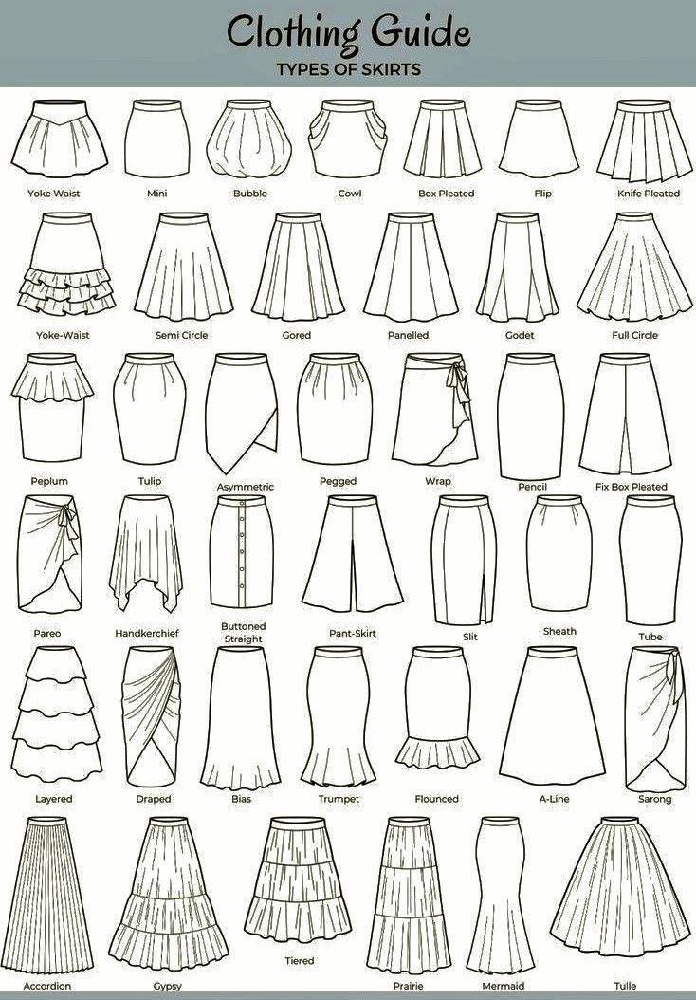 Clothing Guide
TYPES OF SKIRTS
Yoke Waist
Mini
Bubble
Cowl
Box Pleated
Flip
Knife Pleated
Yoke-Waist
Semi Circle
Gored
Panelled
Godet
Full Circle
Peplum
Tulip
Asymmetric
Pegged
Wrap
Pencil
Fix Box Pleated
Pareo
Handkerchief
Buttoned
Straight
Pant-Skirt
Slit
Sheath
Tube
Layered
Draped
Bias
Trumpet
Flounced
A-Line
Sarong
Accordion
Gypsy
Tiered
Prairie
Mermaid
Tulle